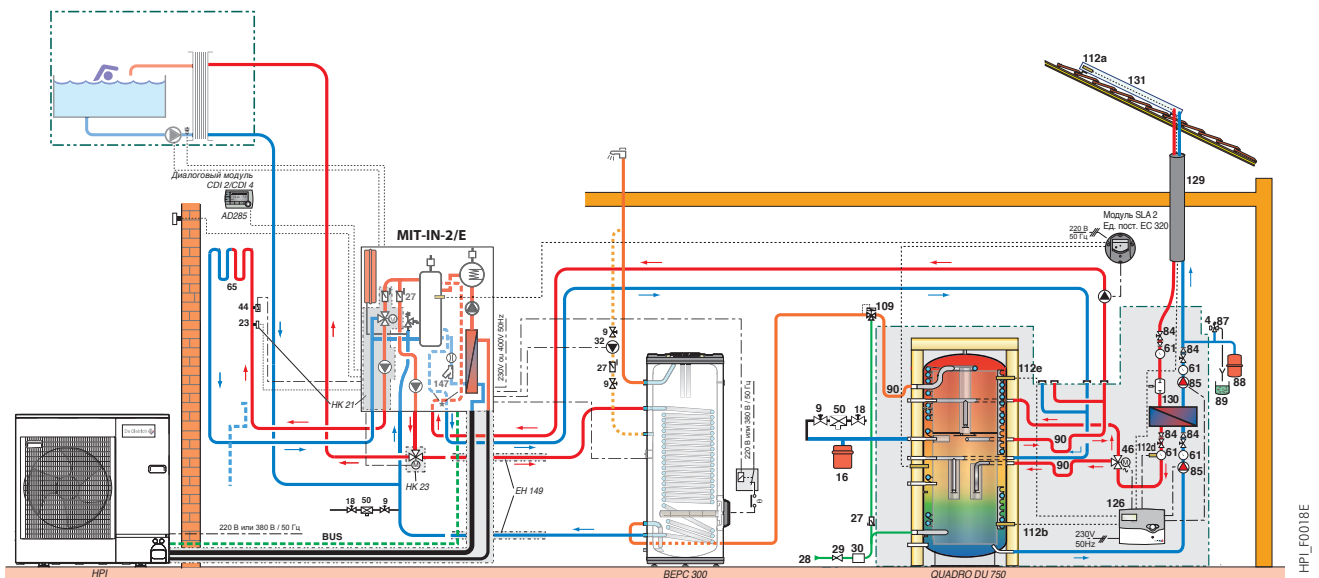 112a
131
129
Диалоговый модуль
CDI 2/CDI 4
AD285
Модуль SLA 2
Ед. пост. EC 320
220 В
50 Гц
MIT-IN-2/E
65
44
23
27
M
147
230V ou 400V 50Hz
9
32
27
9
109
84
61
4
87
84
61
85
88
89
130
112e
90
90
90
84
84
61
61
46
M
112d
85
9
50
18
16
126
230V
50Hz
112b
27
28
29
30
HK 21
HK 23
EH 149
18
50
9
220 В или 380 В / 50 Гц
θ
De Dietrich
220 В или 380 В / 50 Гц
BUS
HPI
BEPC 300
QUADRO DU 750
HPI_F0018E